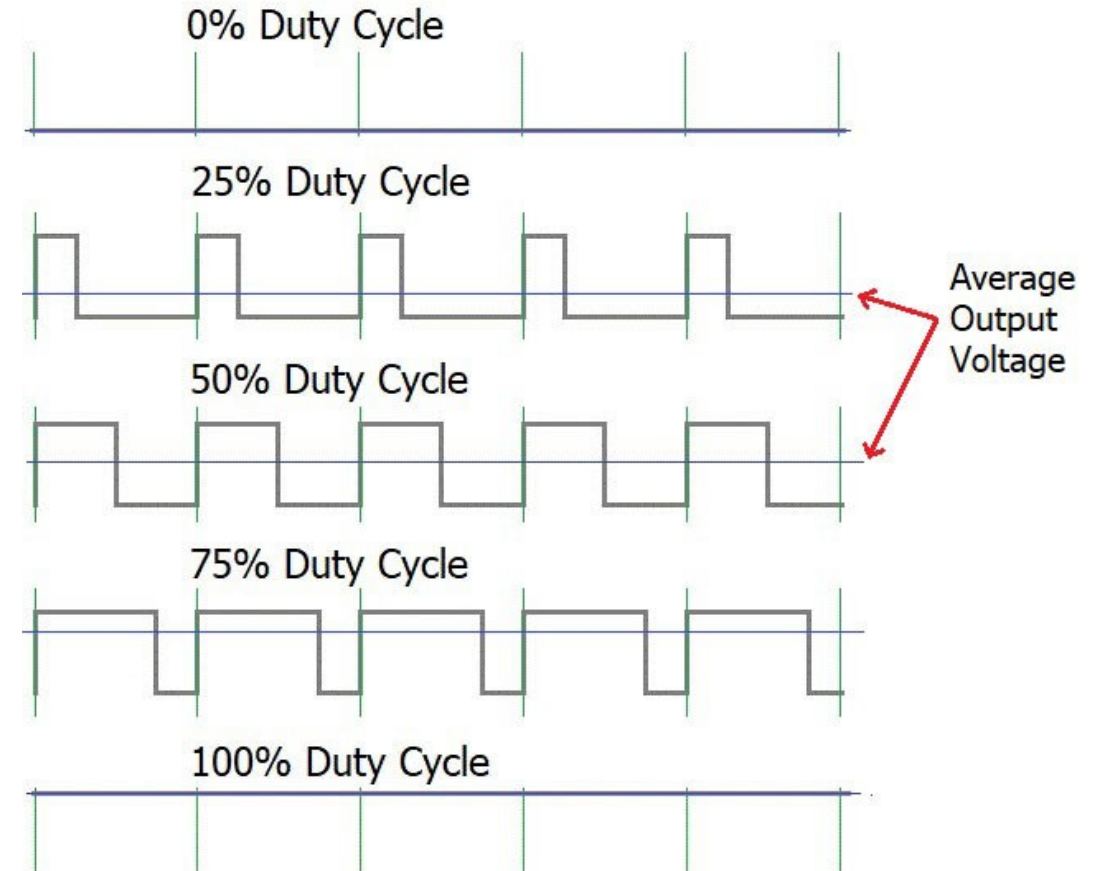 0% Duty Cycle
25% Duty Cycle
Average
Output
Voltage
50% Duty Cycle
75% Duty Cycle
100% Duty Cycle